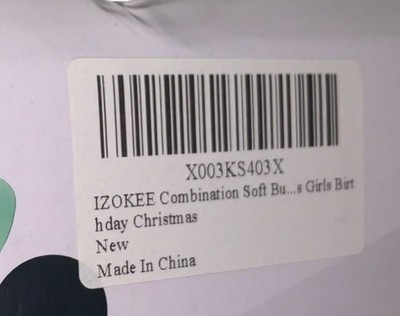 X003KS403X
IZOKEE Combination Soft Bu...s Girls Birt
hday Christmas
New
Made In China